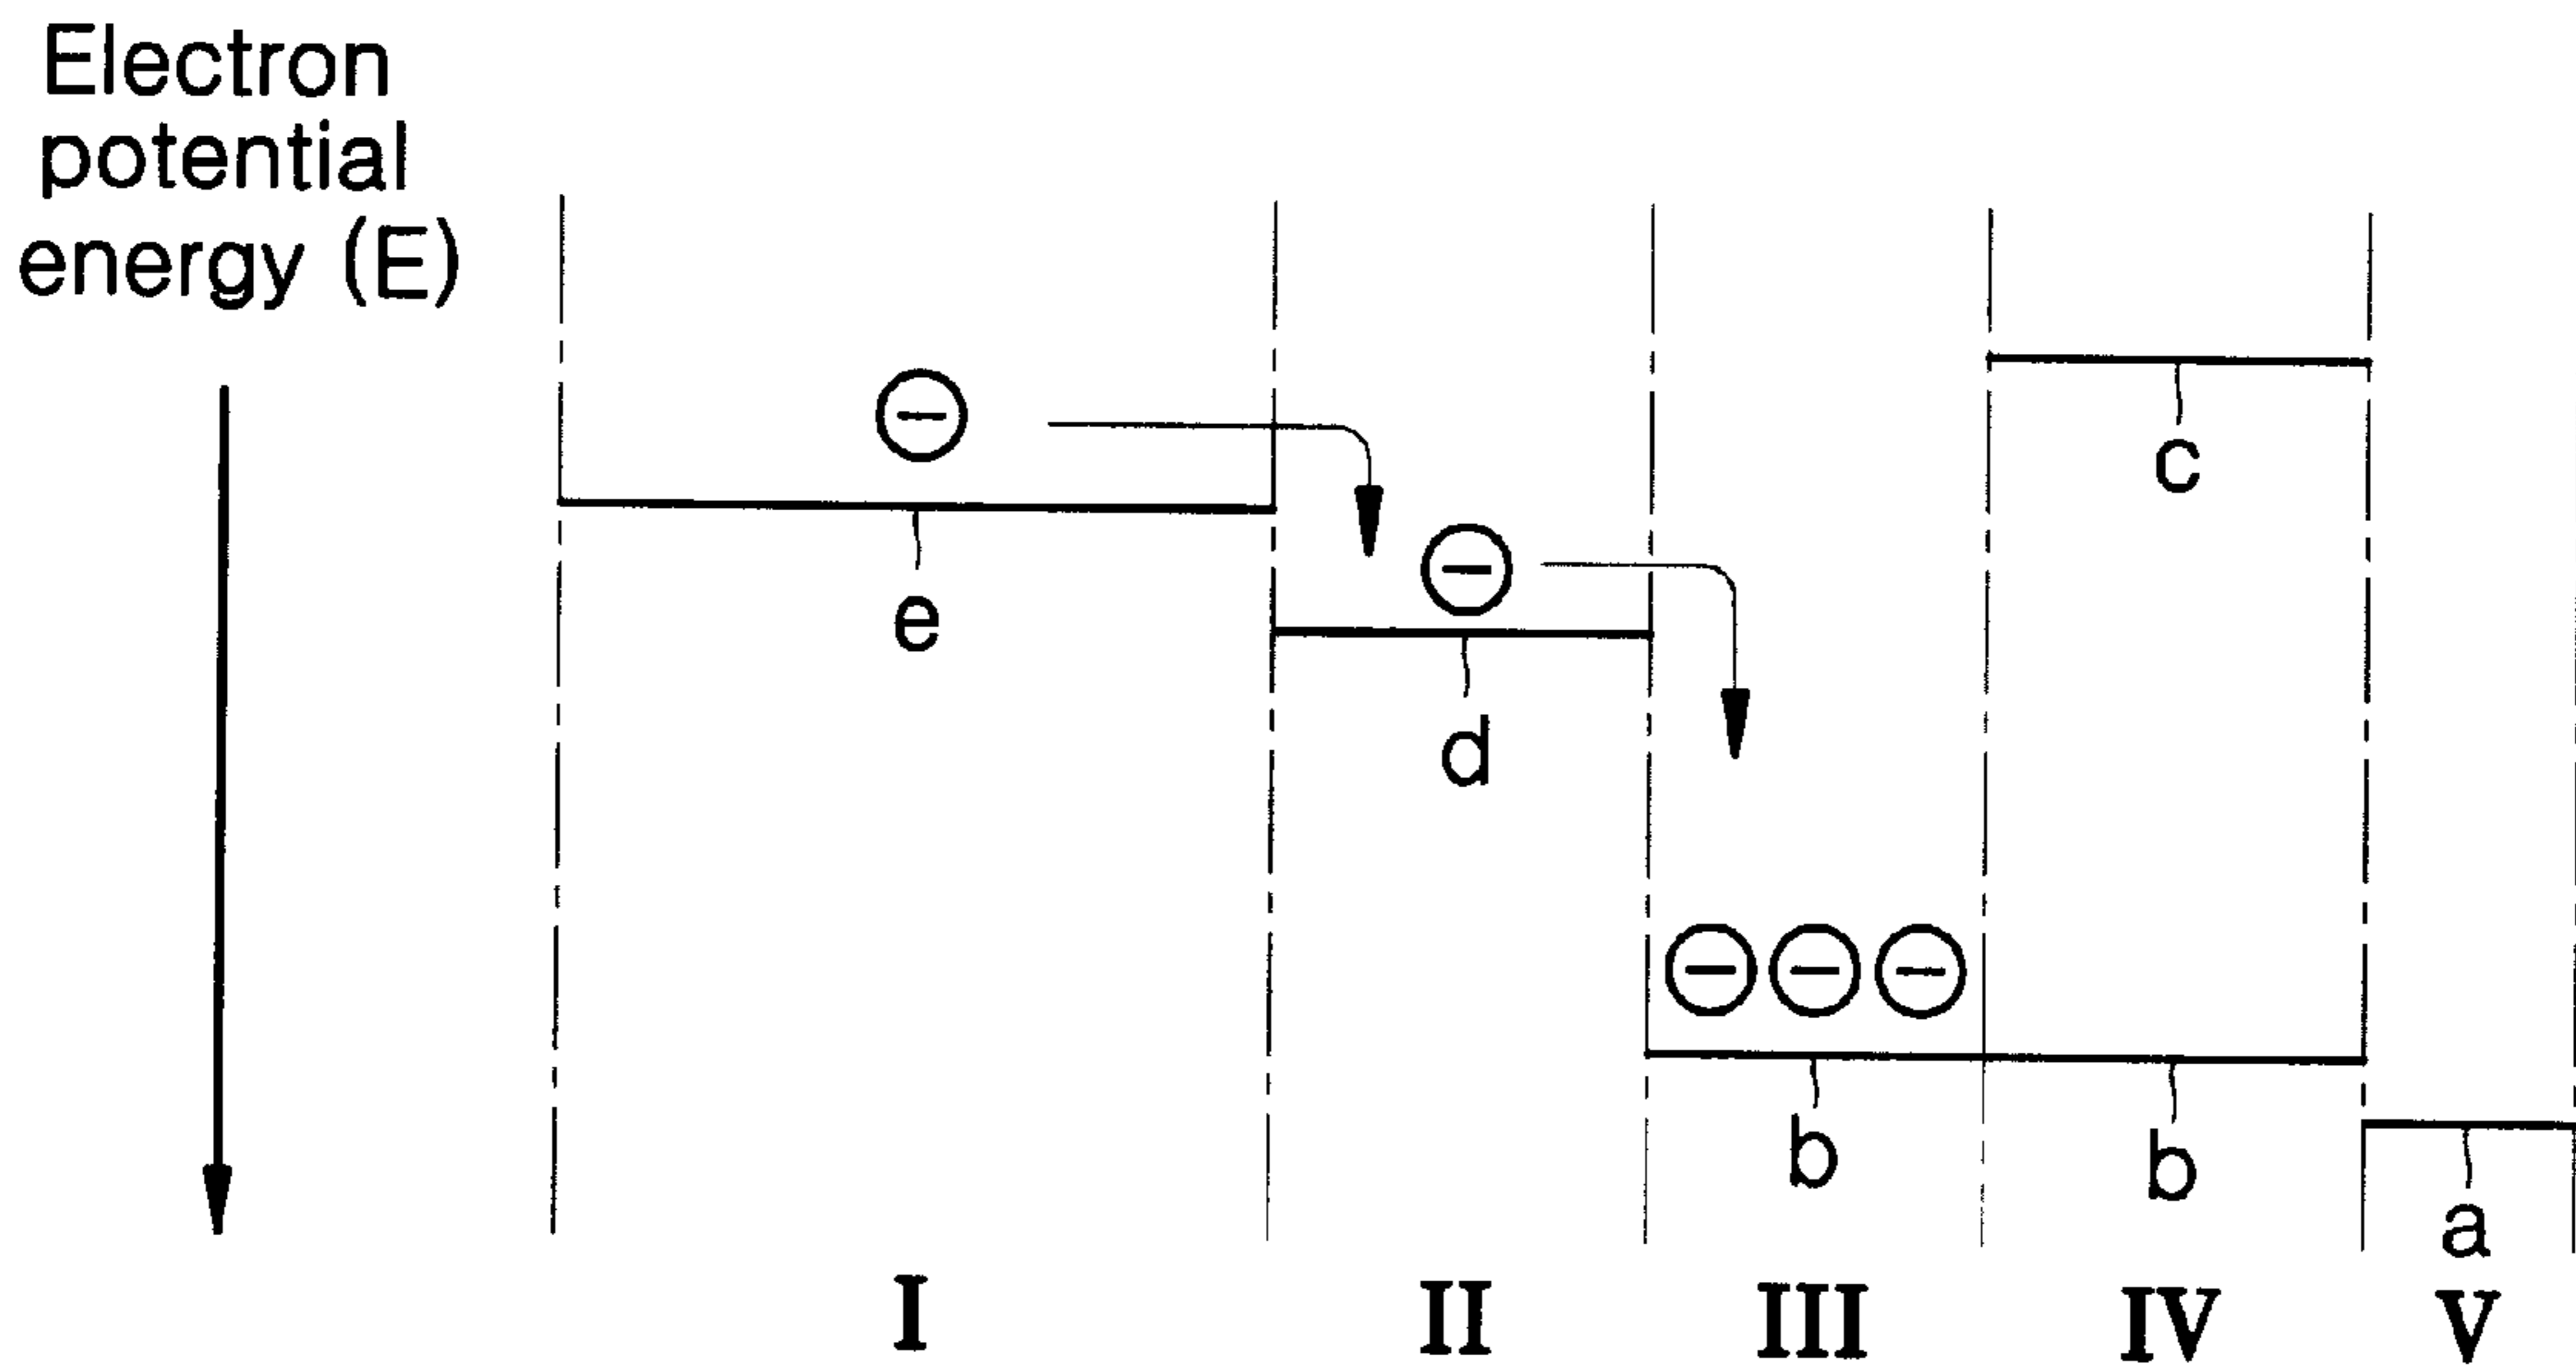 Electron
potential
energy (E)
c
e
d
b
b
a
I
II
III
IV
V